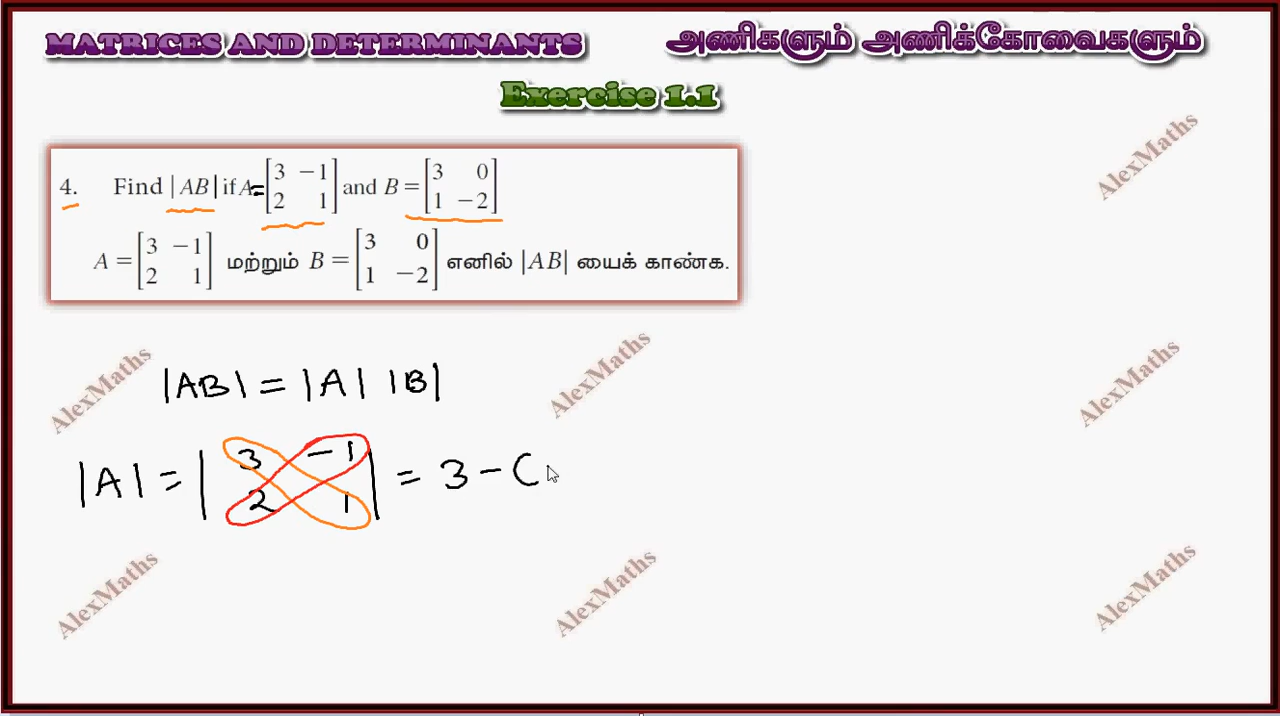 MATRICES AND DETERMINANTS அணிகளும் அணிக்கோவைகளும்
Exercise 1.1
4. Find |AB| if A = [3 −1 and B = [3 0
2 1] 1 −2]
A = [3 −1 மற்றும் B = [3 0 எனில் |AB| யைக் காண்க.
2 1] 1 −2]
|AB| = |A| |B|
|A| = | 3 −1 | = 3 − (
2 1
AlexMaths
AlexMaths
AlexMaths
AlexMaths
AlexMaths
AlexMaths
AlexMaths